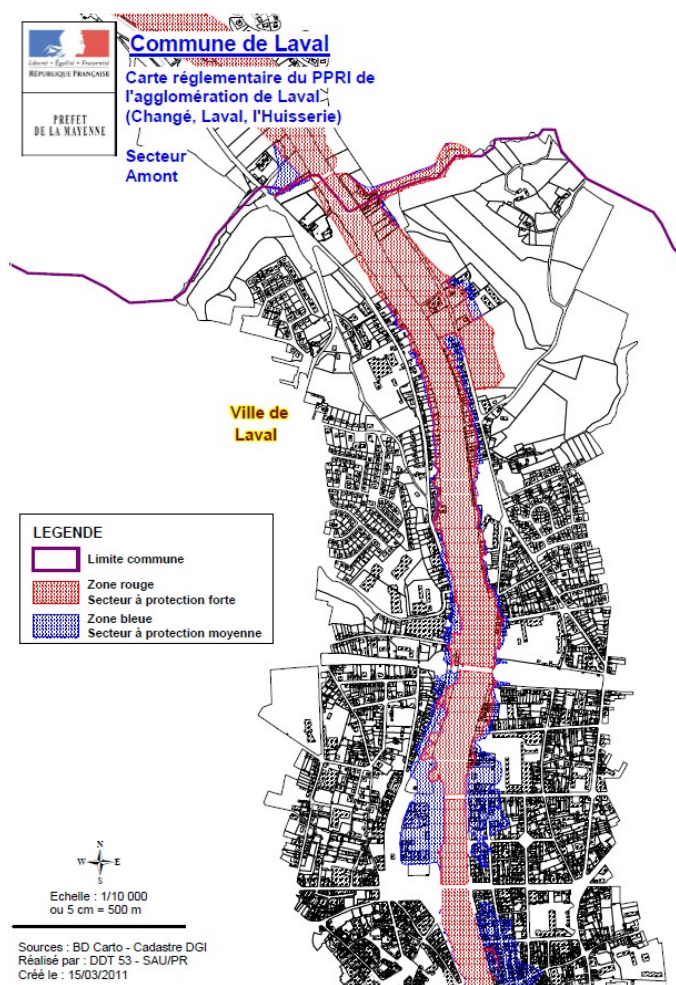 Commune de Laval
Liberté • Égalité • Fraternité
RÉPUBLIQUE FRANÇAISE
PREFET
DE LA MAYENNE
Carte réglementaire du PPRI de
l'agglomération de Laval
(Changé, Laval, l'Huisserie)
Secteur
Amont
Ville de
Laval
LEGENDE
Limite commune
Zone rouge
Secteur à protection forte
Zone bleue
Secteur à protection moyenne
N
W E
S
Echelle : 1/10 000
ou 5 cm = 500 m
Sources : BD Carto - Cadastre DGI
Réalisé par : DDT 53 - SAU/PR
Créé le : 15/03/2011